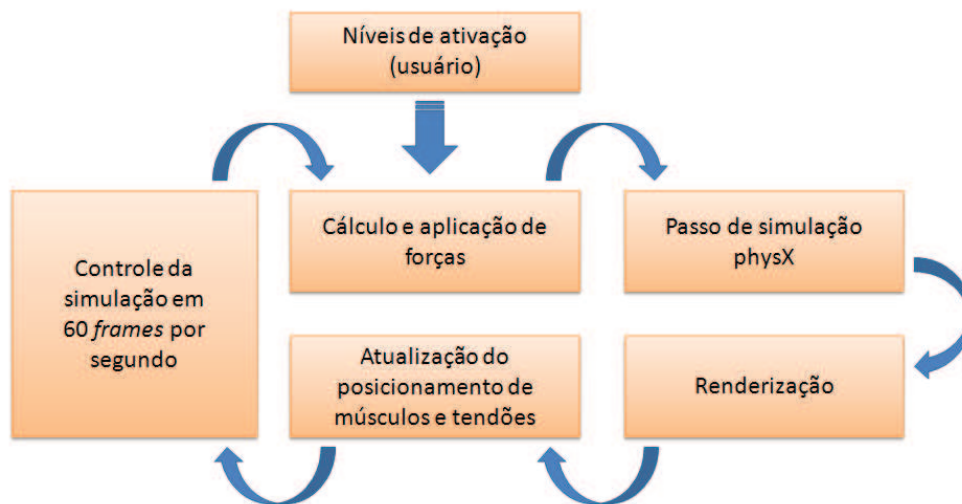 Níveis de ativação
(usuário)
Controle da
simulação em
60 frames por
segundo
Cálculo e aplicação de
forças
Passo de simulação
physX
Atualização do
posicionamento de
músculos e tendões
Renderização